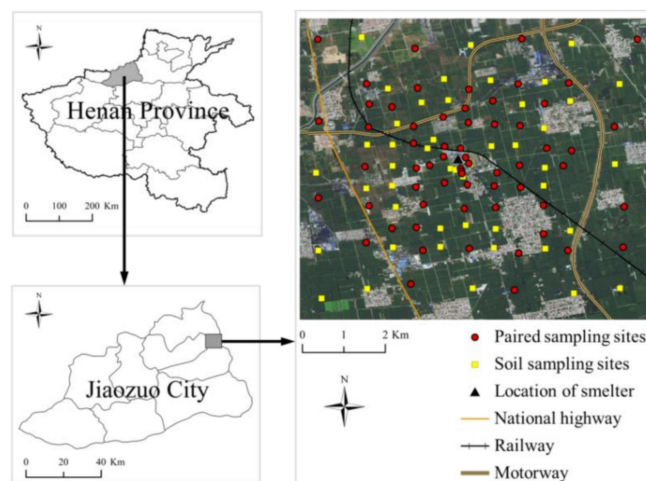 N
Henan Province
0 100 200 Km
N
Jiaozuo City
0 20 40 Km
0 1 2 Km
N
Paired sampling sites
Soil sampling sites
Location of smelter
National highway
Railway
Motorway